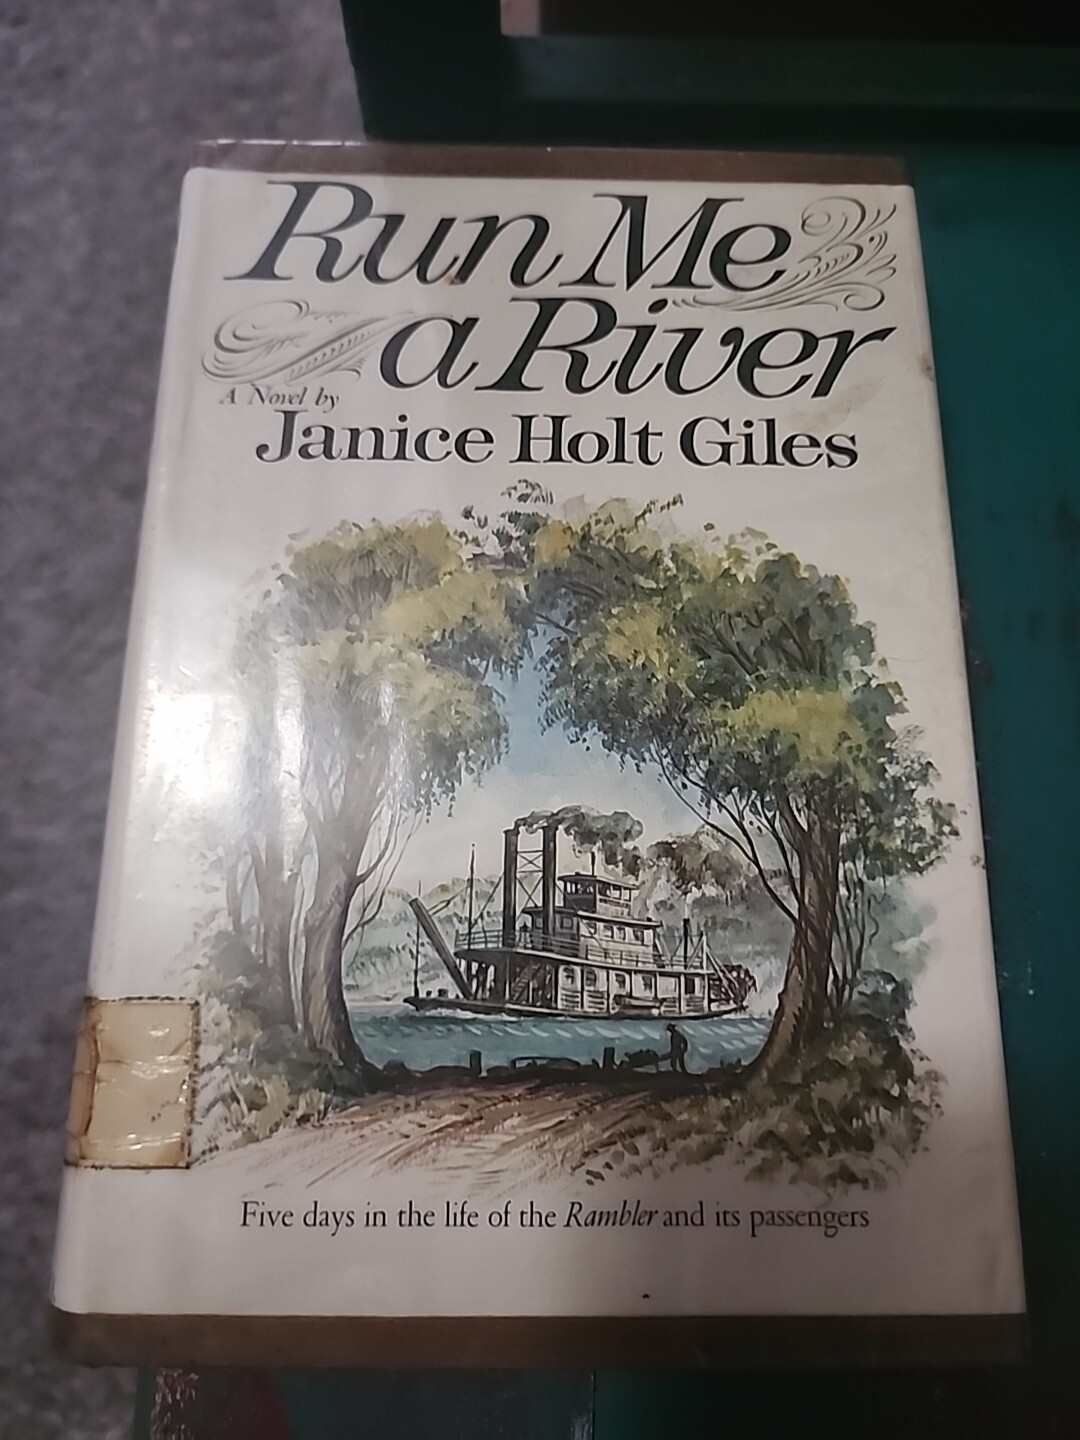 Run Me
a River
A Novel by
Janice Holt Giles
Five days in the life of the Rambler and its passengers